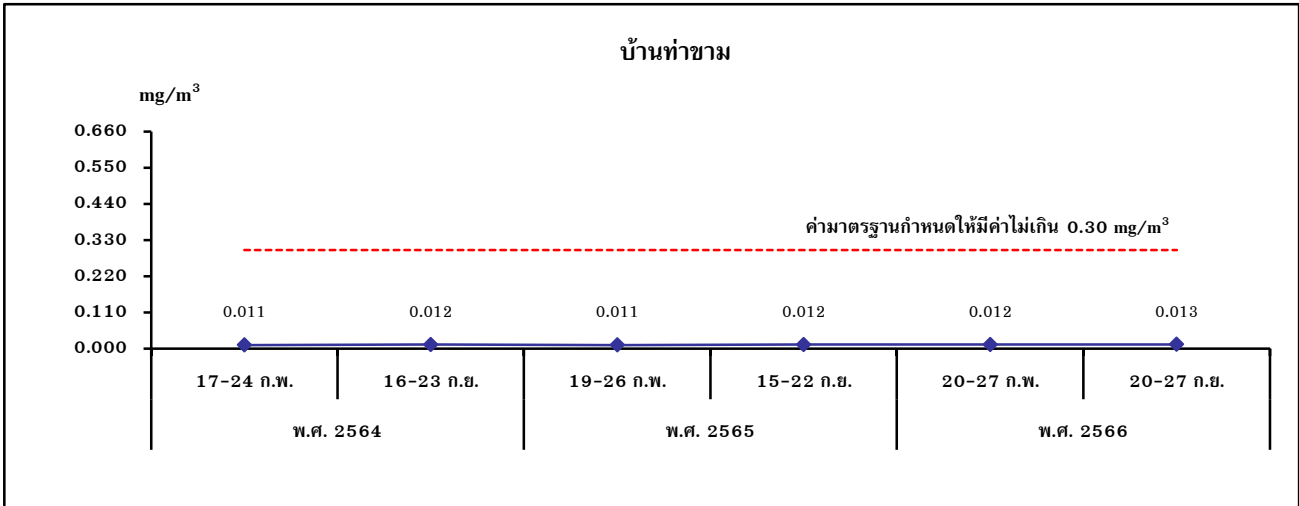 บ้านท่าขาม
mg/m³
0.660
0.550
0.440
0.330
0.220
0.110
0.000
ค่ามาตรฐานกำหนดให้มีค่าไม่เกิน 0.30 mg/m³
0.011 0.012 0.011 0.012 0.012 0.013
17-24 ก.พ. 16-23 ก.ย. 19-26 ก.พ. 15-22 ก.ย. 20-27 ก.พ. 20-27 ก.ย.
พ.ศ. 2564 พ.ศ. 2565 พ.ศ. 2566